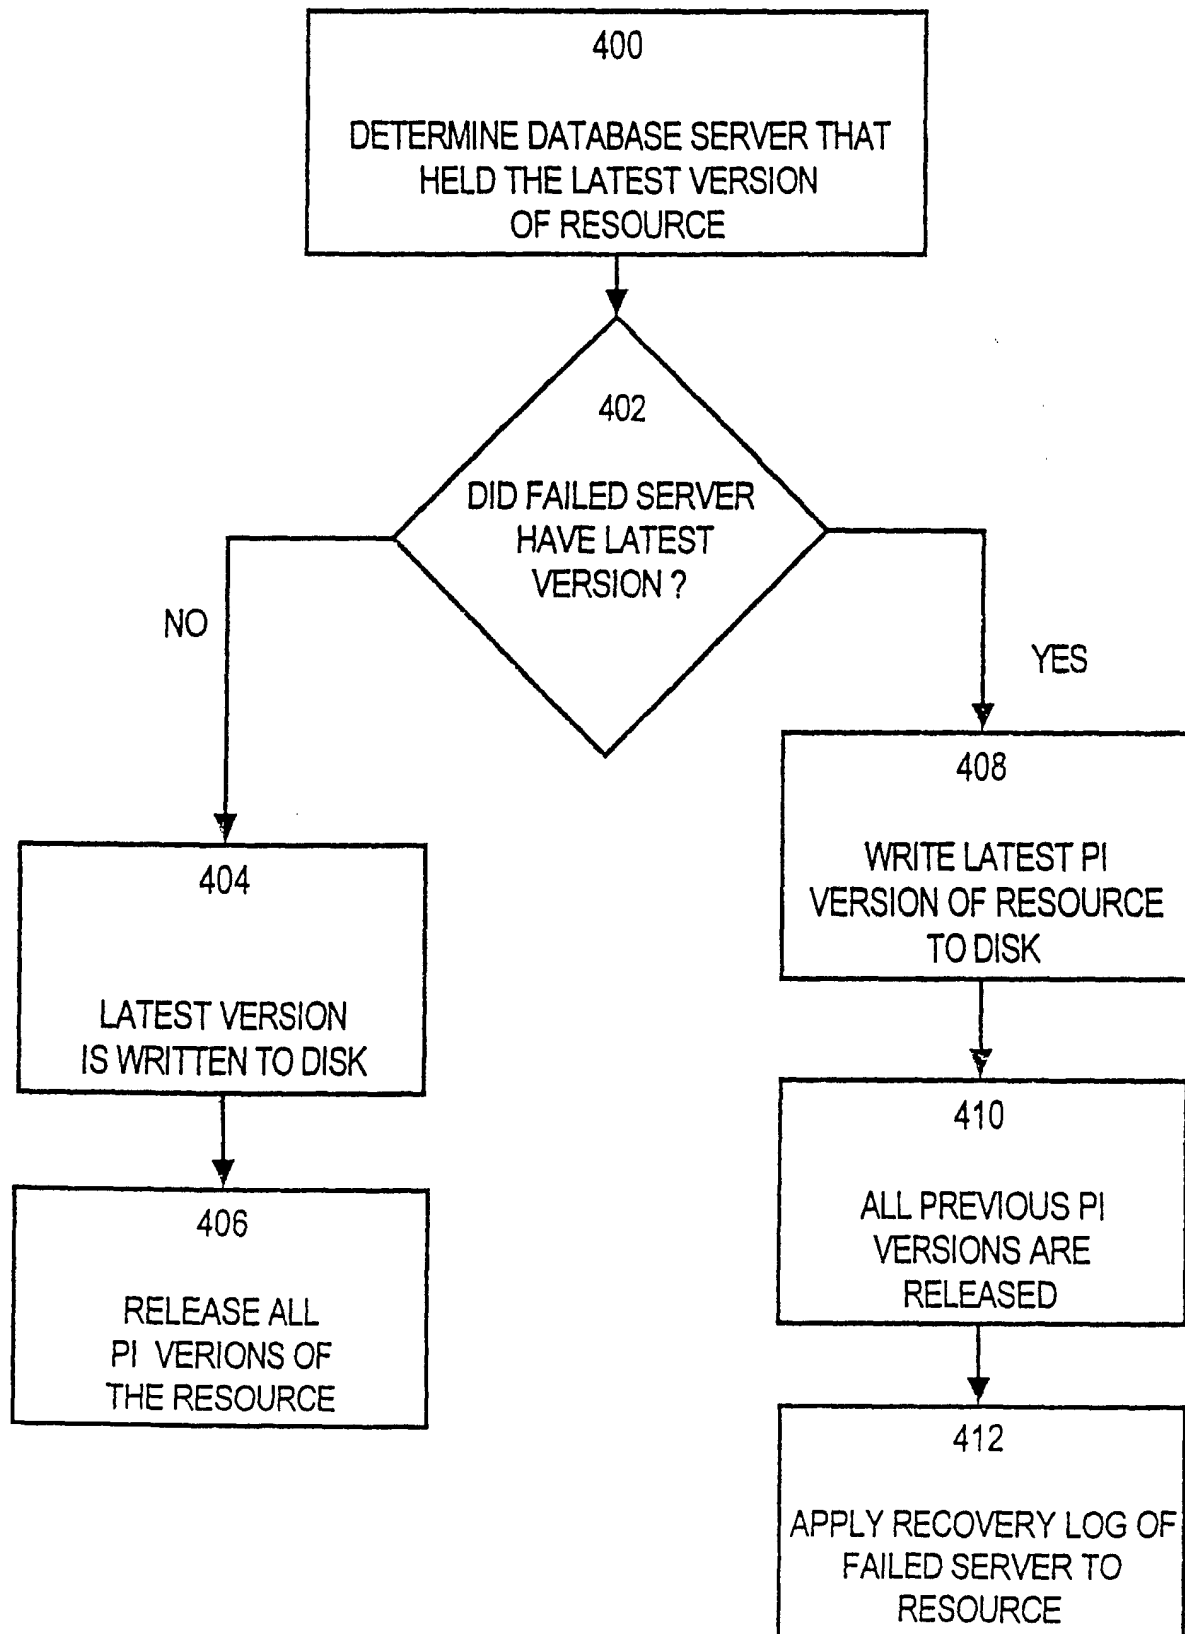 400
DETERMINE DATABASE SERVER THAT
HELD THE LATEST VERSION
OF RESOURCE
402
DID FAILED SERVER
HAVE LATEST
VERSION ?
NO
YES
404
LATEST VERSION
IS WRITTEN TO DISK
406
RELEASE ALL
PI VERIONS OF
THE RESOURCE
408
WRITE LATEST PI
VERSION OF RESOURCE
TO DISK
410
ALL PREVIOUS PI
VERSIONS ARE
RELEASED
412
APPLY RECOVERY LOG OF
FAILED SERVER TO
RESOURCE